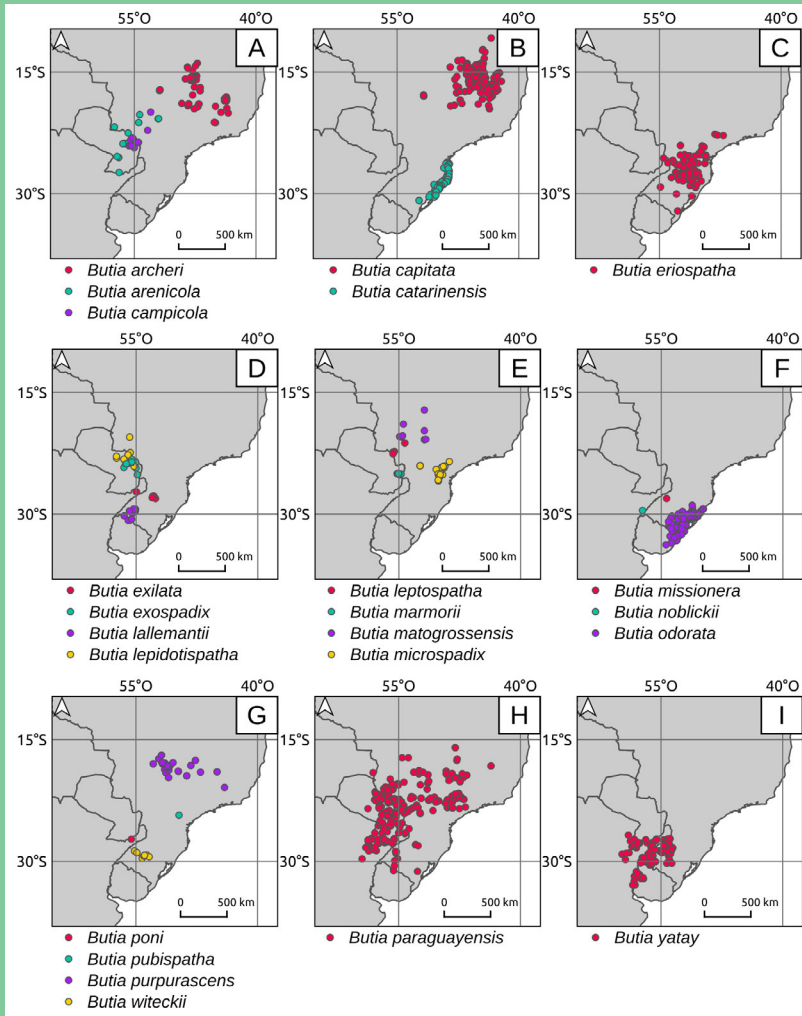 55°O
40°O
A
15°S
30°S
0
500 km
Butia archeri
Butia arenicola
Butia campicola
55°O
40°O
B
15°S
30°S
0
500 km
Butia capitata
Butia catarinensis
55°O
40°O
C
15°S
30°S
0
500 km
Butia eriospatha
55°O
40°O
D
15°S
30°S
0
500 km
Butia exilata
Butia exospadix
Butia lallemantii
Butia lepidotispatha
55°O
40°O
E
15°S
30°S
0
500 km
Butia leptospatha
Butia marmorii
Butia matogrossensis
Butia microspadix
55°O
40°O
F
15°S
30°S
0
500 km
Butia missionera
Butia noblickii
Butia odorata
55°O
40°O
G
15°S
30°S
0
500 km
Butia poni
Butia pubispatha
Butia purpurascens
Butia witeckii
55°O
40°O
H
15°S
30°S
0
500 km
Butia paraguayensis
55°O
40°O
I
15°S
30°S
0
500 km
Butia yatay